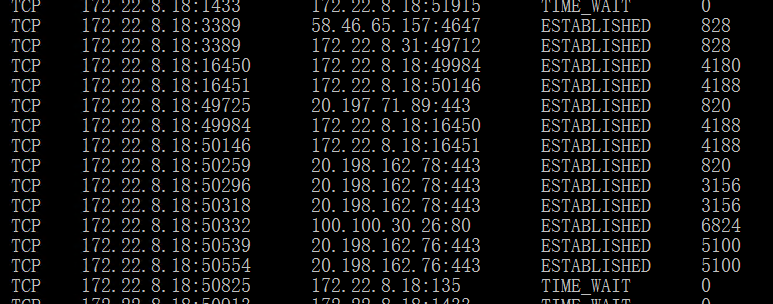 TCP 172.22.8.18:1433 172.22.8.18:51915 TIME_WAIT 0
TCP 172.22.8.18:3389 58.46.65.157:4647 ESTABLISHED 828
TCP 172.22.8.18:3389 172.22.8.31:49712 ESTABLISHED 828
TCP 172.22.8.18:16450 172.22.8.18:49984 ESTABLISHED 4180
TCP 172.22.8.18:16451 172.22.8.18:50146 ESTABLISHED 4188
TCP 172.22.8.18:49725 20.197.71.89:443 ESTABLISHED 820
TCP 172.22.8.18:49984 172.22.8.18:16450 ESTABLISHED 4188
TCP 172.22.8.18:50146 172.22.8.18:16451 ESTABLISHED 4188
TCP 172.22.8.18:50259 20.198.162.78:443 ESTABLISHED 820
TCP 172.22.8.18:50296 20.198.162.78:443 ESTABLISHED 3156
TCP 172.22.8.18:50318 20.198.162.78:443 ESTABLISHED 3156
TCP 172.22.8.18:50332 100.100.30.26:80 ESTABLISHED 6824
TCP 172.22.8.18:50539 20.198.162.76:443 ESTABLISHED 5100
TCP 172.22.8.18:50554 20.198.162.76:443 ESTABLISHED 5100
TCP 172.22.8.18:50825 172.22.8.18:135 TIME_WAIT 0
TCP 172.22.8.18:50913 172.22.8.18:1433 TIME_WAIT 0